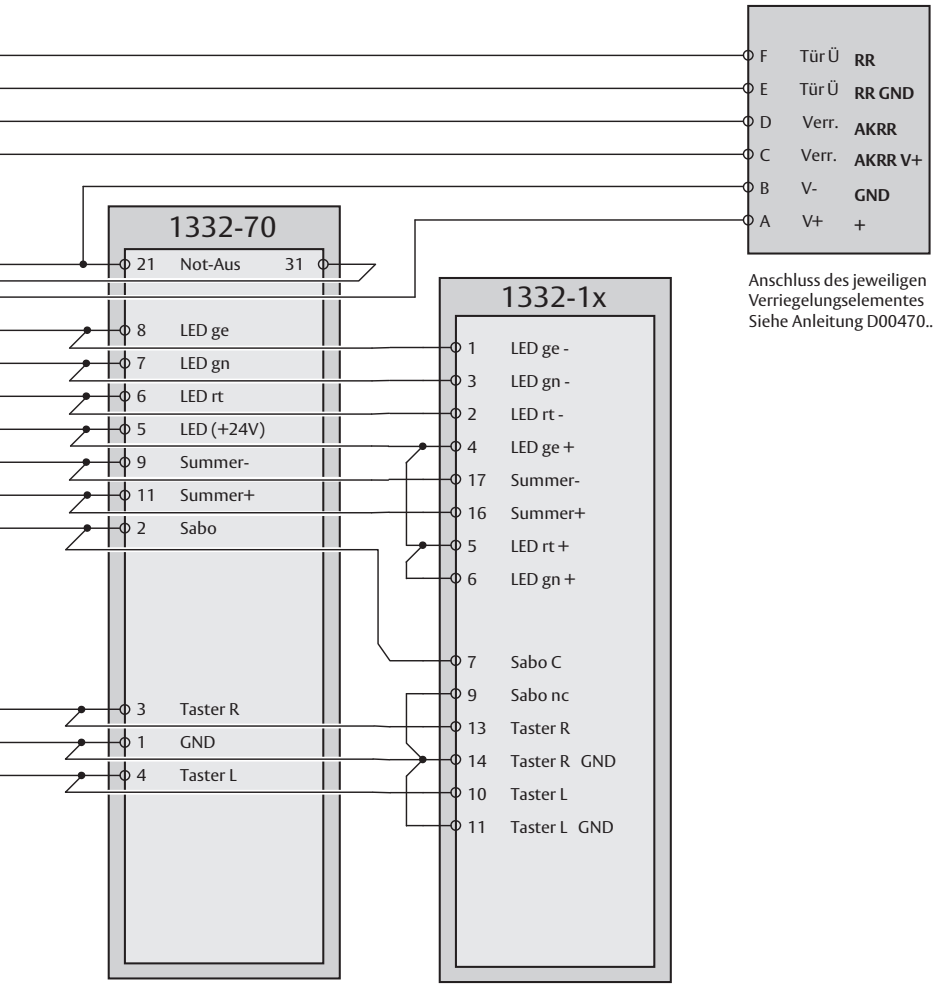 F Tür Ü RR
E Tür Ü RR GND
D Verr. AKRR
C Verr. AKRR V+
B V- GND
A V+ +
Anschluss des jeweiligen
Verriegelungselementes
Siehe Anleitung D00470..
1332-70
21 Not-Aus 31
8 LED ge
7 LED gn
6 LED rt
5 LED (+24V)
9 Summer-
11 Summer+
2 Sabo
3 Taster R
1 GND
4 Taster L
1332-1x
1 LED ge -
3 LED gn -
2 LED rt -
4 LED ge +
17 Summer-
16 Summer+
5 LED rt +
6 LED gn +
7 Sabo C
9 Sabo nc
13 Taster R
14 Taster R GND
10 Taster L
11 Taster L GND